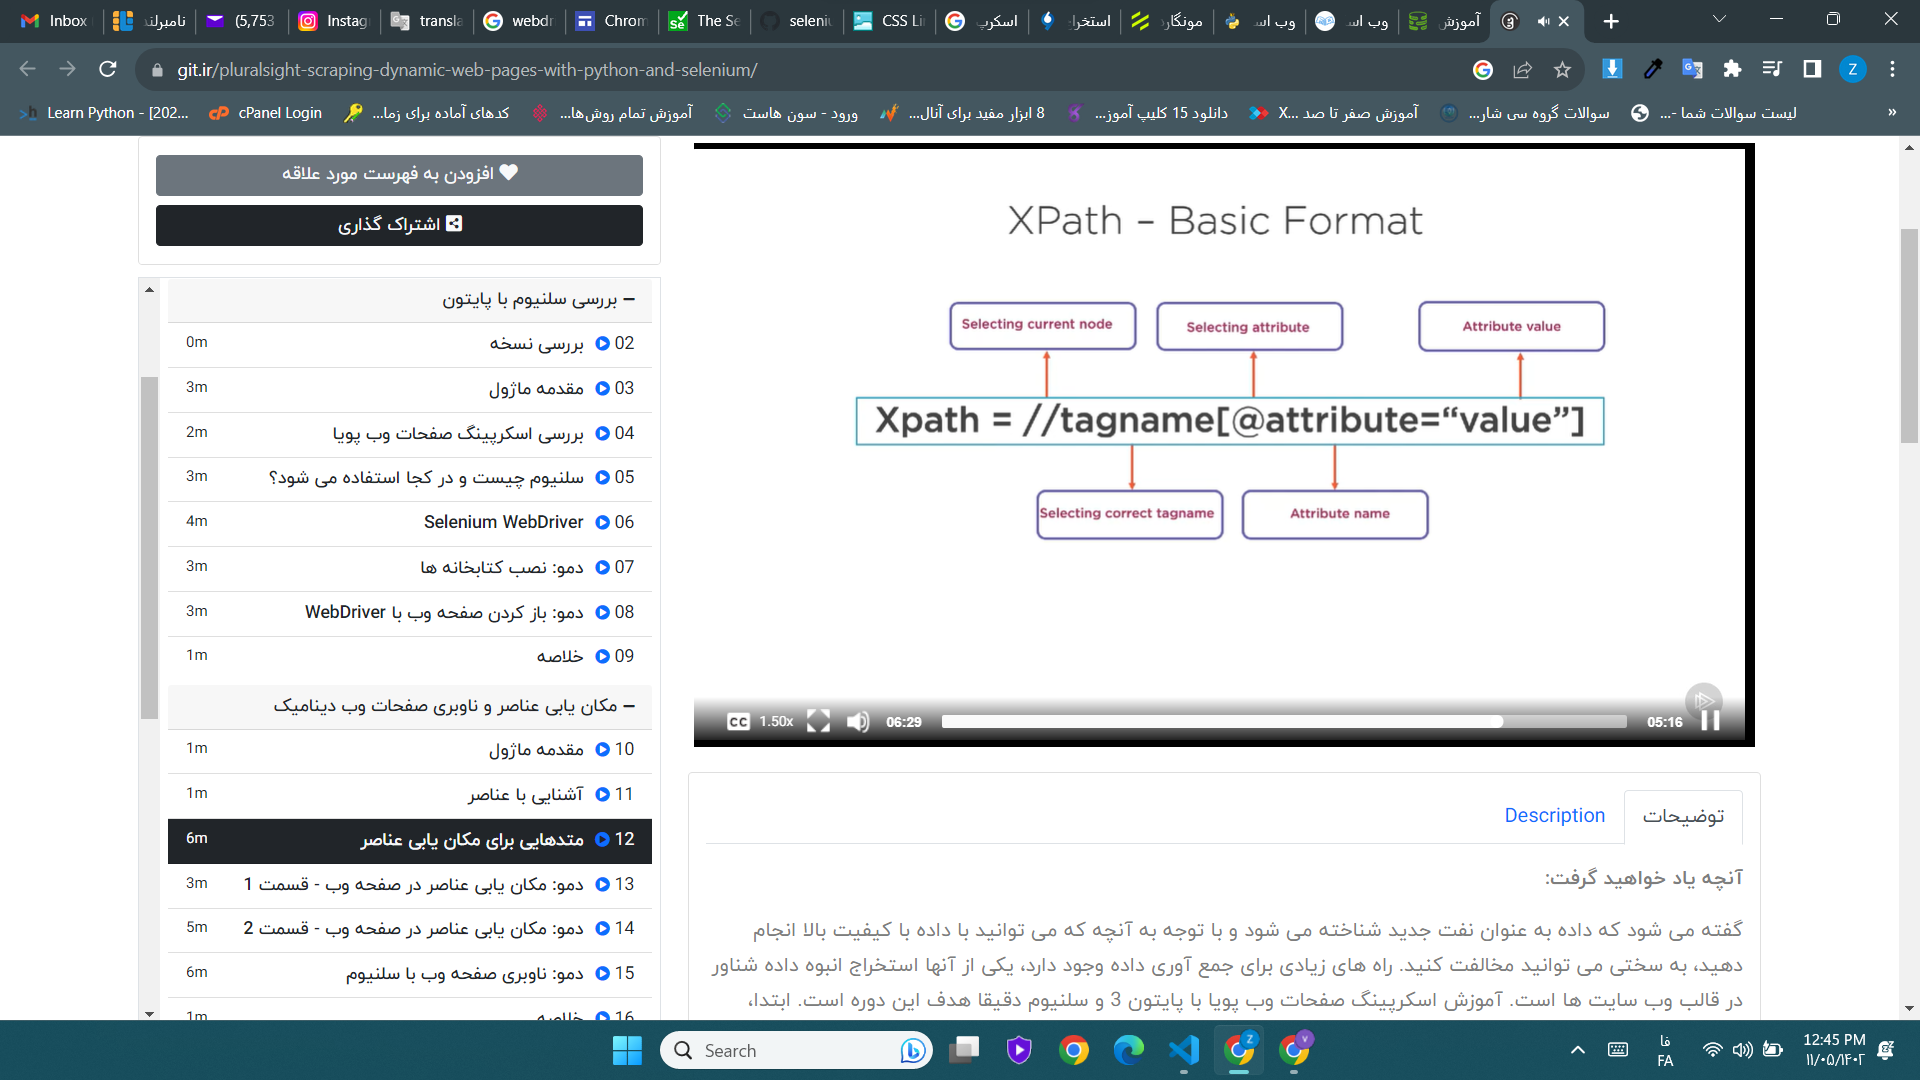 Inbox
نامبرلند
(5,753
Instag
transla
webdr
Chrom
The Se
seleniu
CSS Lin
اسکرپ
استخراج
مونگارد
وب اس
وب اس
آموزش
git.ir/pluralsight-scraping-dynamic-web-pages-with-python-and-selenium/
Learn Python - [202...
cPanel Login
کدهای آماده برای زما...
آموزش تمام روش‌ها...
ورود - سون هاست
8 ابزار مفید برای آنال...
دانلود 15 کلیپ آموز...
آموزش صفر تا صد X...
سوالات گروه سی شار...
لیست سوالات شما -...
»
افزودن به فهرست مورد علاقه
اشتراک گذاری
− بررسی سلنیوم با پایتون
02 بررسی نسخه 0m
03 مقدمه ماژول 3m
04 بررسی اسکرپینگ صفحات وب پویا 2m
05 سلنیوم چیست و در کجا استفاده می شود؟ 3m
06 Selenium WebDriver 4m
07 دمو: نصب کتابخانه ها 3m
08 دمو: باز کردن صفحه وب با WebDriver 3m
09 خلاصه 1m
− مکان یابی عناصر و ناوبری صفحات وب دینامیک
10 مقدمه ماژول 1m
11 آشنایی با عناصر 1m
12 متدهایی برای مکان یابی عناصر 6m
13 دمو: مکان یابی عناصر در صفحه وب - قسمت 1 3m
14 دمو: مکان یابی عناصر در صفحه وب - قسمت 2 5m
15 دمو: ناوبری صفحه وب با سلنیوم 6m
16 خلاصه 1m
XPath – Basic Format
Selecting current node
Selecting attribute
Attribute value
Xpath = //tagname[@attribute=“value”]
Selecting correct tagname
Attribute name
CC 1.50x 06:29 05:16
توضیحات
Description
آنچه یاد خواهید گرفت:
گفته می شود که داده به عنوان نفت جدید شناخته می شود و با توجه به آنچه که می توانید با داده با کیفیت بالا انجام
دهید، به سختی می توانید مخالفت کنید. راه های زیادی برای جمع آوری داده وجود دارد، یکی از آنها استخراج انبوه داده شناور
در قالب وب سایت ها است. آموزش اسکرپینگ صفحات وب پویا با پایتون 3 و سلنیوم دقیقا هدف این دوره است. ابتدا،
Search
Z
V
Z
فا
FA
12:45 PM
۱۱/۰۵/۱۴۰۲